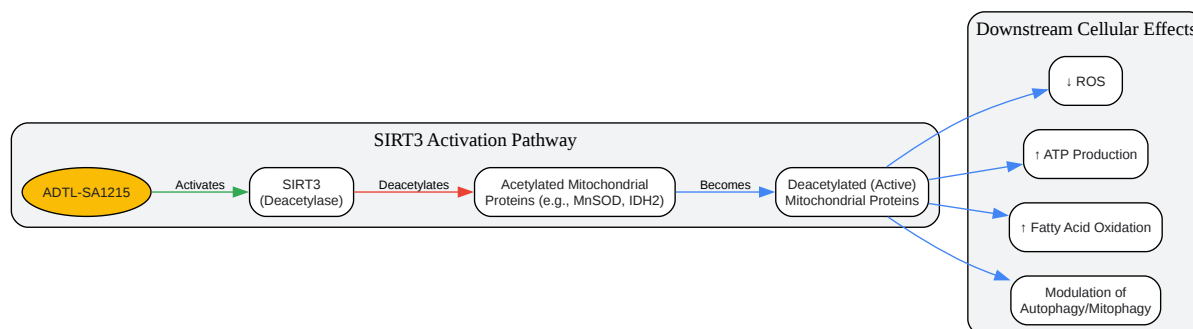 Downstream Cellular Effects
↓ ROS
SIRT3 Activation Pathway
ADTL-SA1215
Activates
SIRT3
(Deacetylase)
Deacetylates
Acetylated Mitochondrial
Proteins (e.g., MnSOD, IDH2)
Becomes
Deacetylated (Active)
Mitochondrial Proteins
↑ ATP Production
↑ Fatty Acid Oxidation
Modulation of
Autophagy/Mitophagy